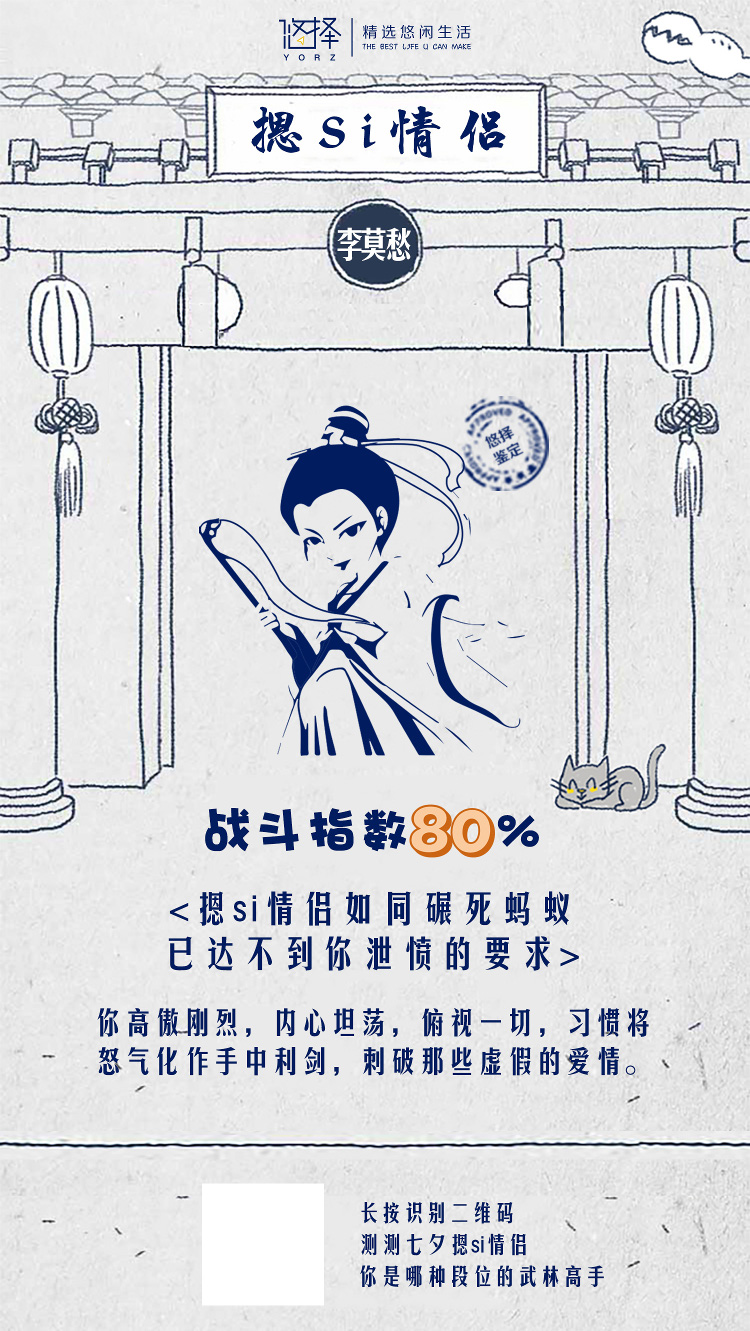 悠择
YORZ
精选悠闲生活
THE BEST LIFE U CAN MAKE
摁Si情侣
李莫愁
APPROVED APPROVED APPROVED
悠择
鉴定
战斗指数80%
<摁si情侣如同碾死蚂蚁
已达不到你泄愤的要求>
你高傲刚烈，内心坦荡，俯视一切，习惯将
怒气化作手中利剑，刺破那些虚假的爱情。
长按识别二维码
测测七夕摁si情侣
你是哪种段位的武林高手